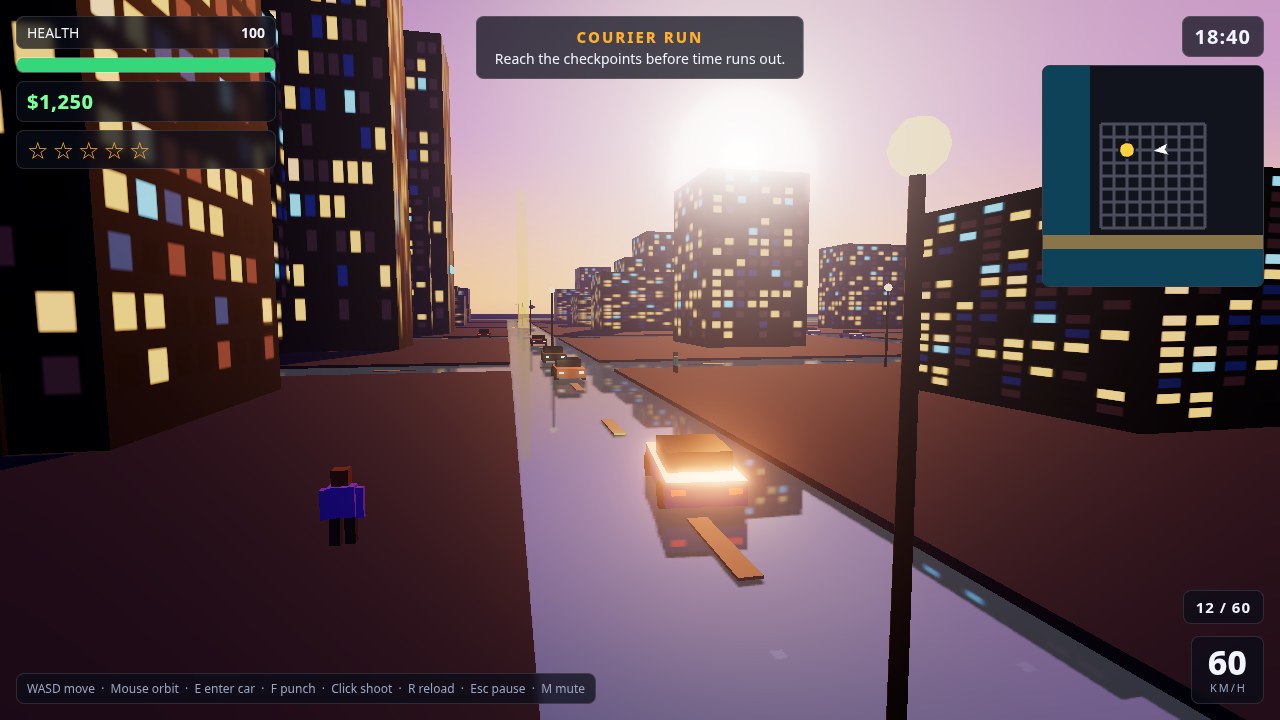 HEALTH 100
$1,250
COURIER RUN
Reach the checkpoints before time runs out.
18:40
12 / 60
60
KM/H
WASD move · Mouse orbit · E enter car · F punch · Click shoot · R reload · Esc pause · M mute